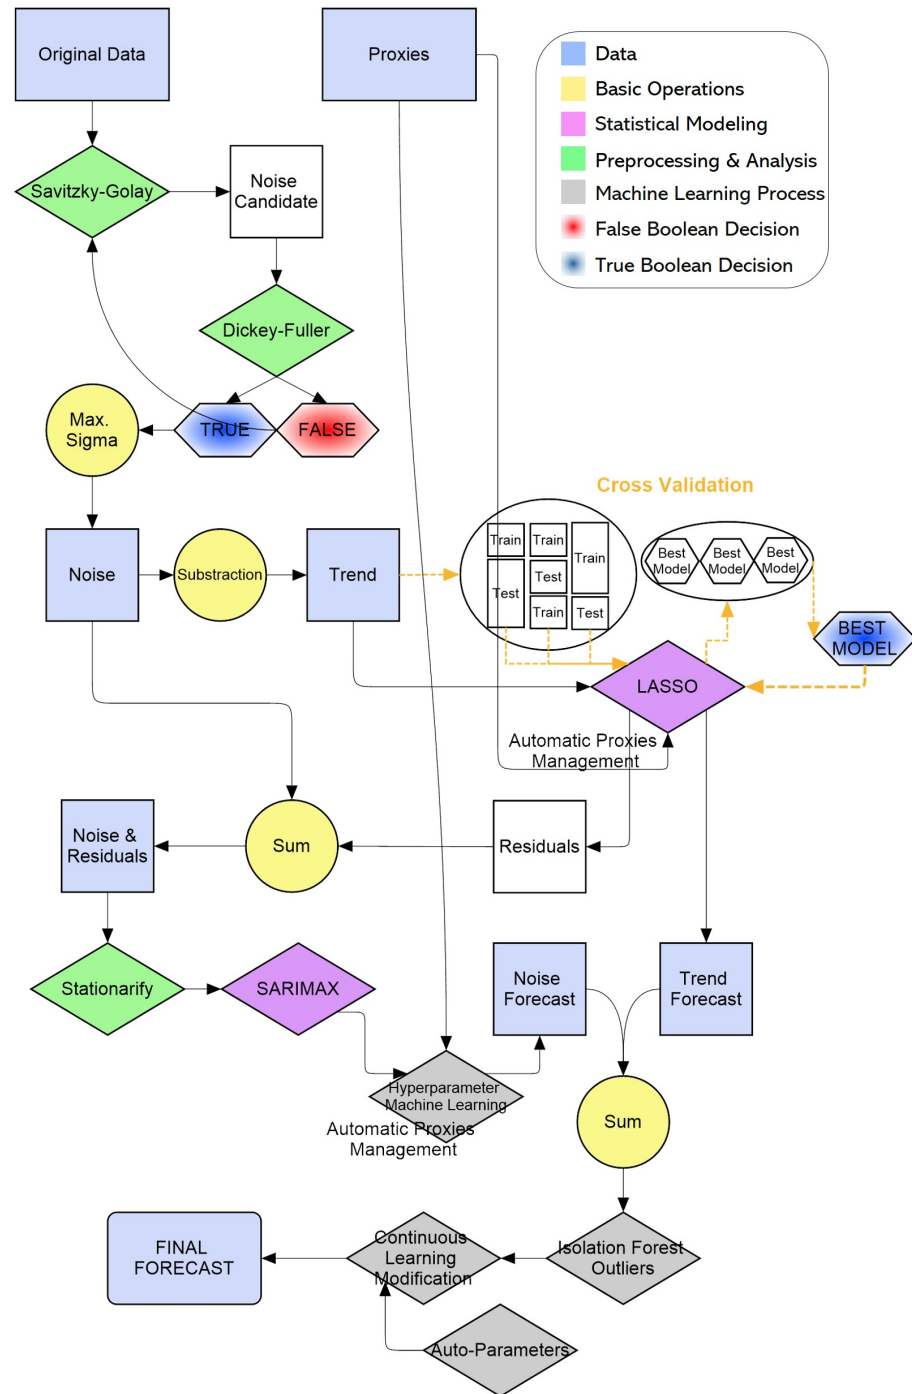 Original Data
Proxies
Data
Basic Operations
Statistical Modeling
Preprocessing & Analysis
Machine Learning Process
False Boolean Decision
True Boolean Decision
Savitzky-Golay
Noise
Candidate
Dickey-Fuller
TRUE
FALSE
Max.
Sigma
Cross Validation
Noise
Substraction
Trend
Train
Test
Train
Test
Train
Train
Test
Best
Model
Best
Model
Best
Model
BEST
MODEL
LASSO
Automatic Proxies
Management
Noise &
Residuals
Sum
Residuals
Stationarify
SARIMAX
Noise
Forecast
Trend
Forecast
Hyperparameter
Machine Learning
Automatic Proxies
Management
Sum
FINAL
FORECAST
Continuous
Learning
Modification
Isolation Forest
Outliers
Auto-Parameters